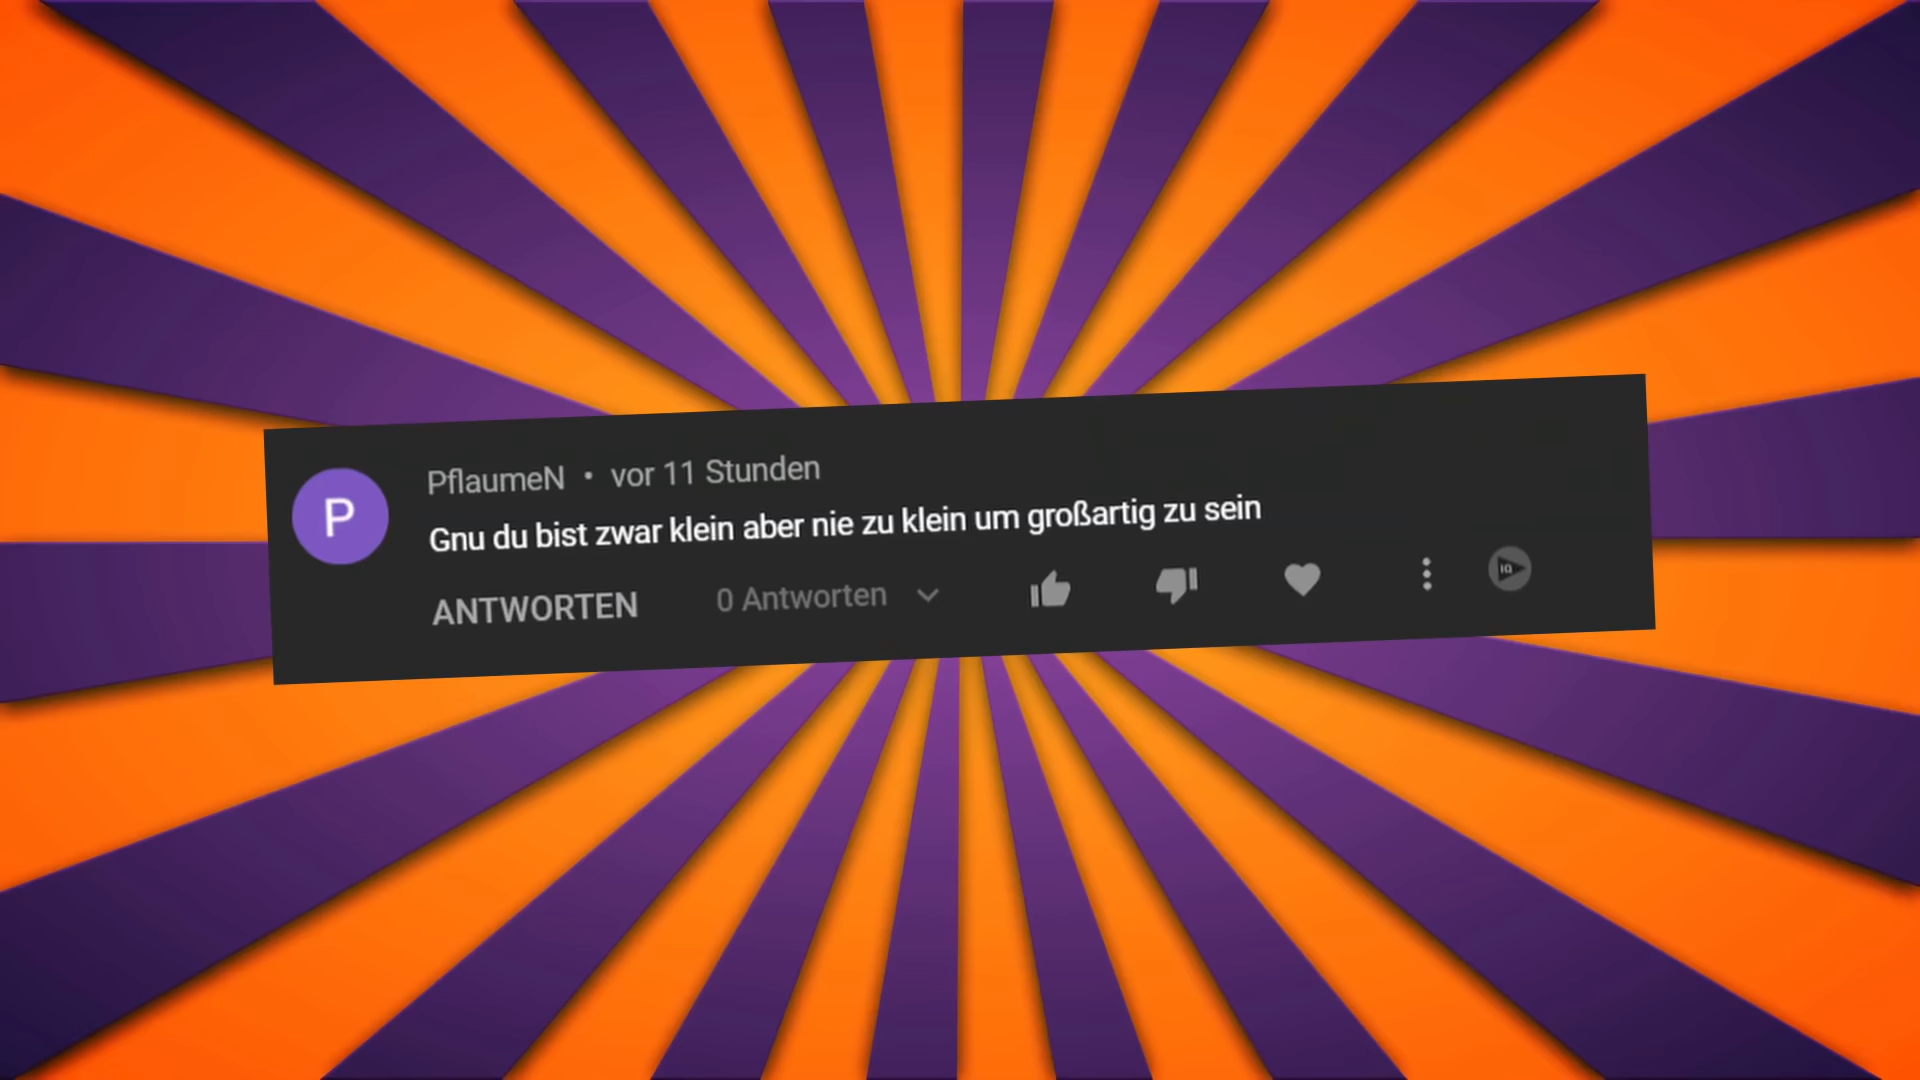 P
PflaumeN • vor 11 Stunden
Gnu du bist zwar klein aber nie zu klein um großartig zu sein
ANTWORTEN 0 Antworten
IQ